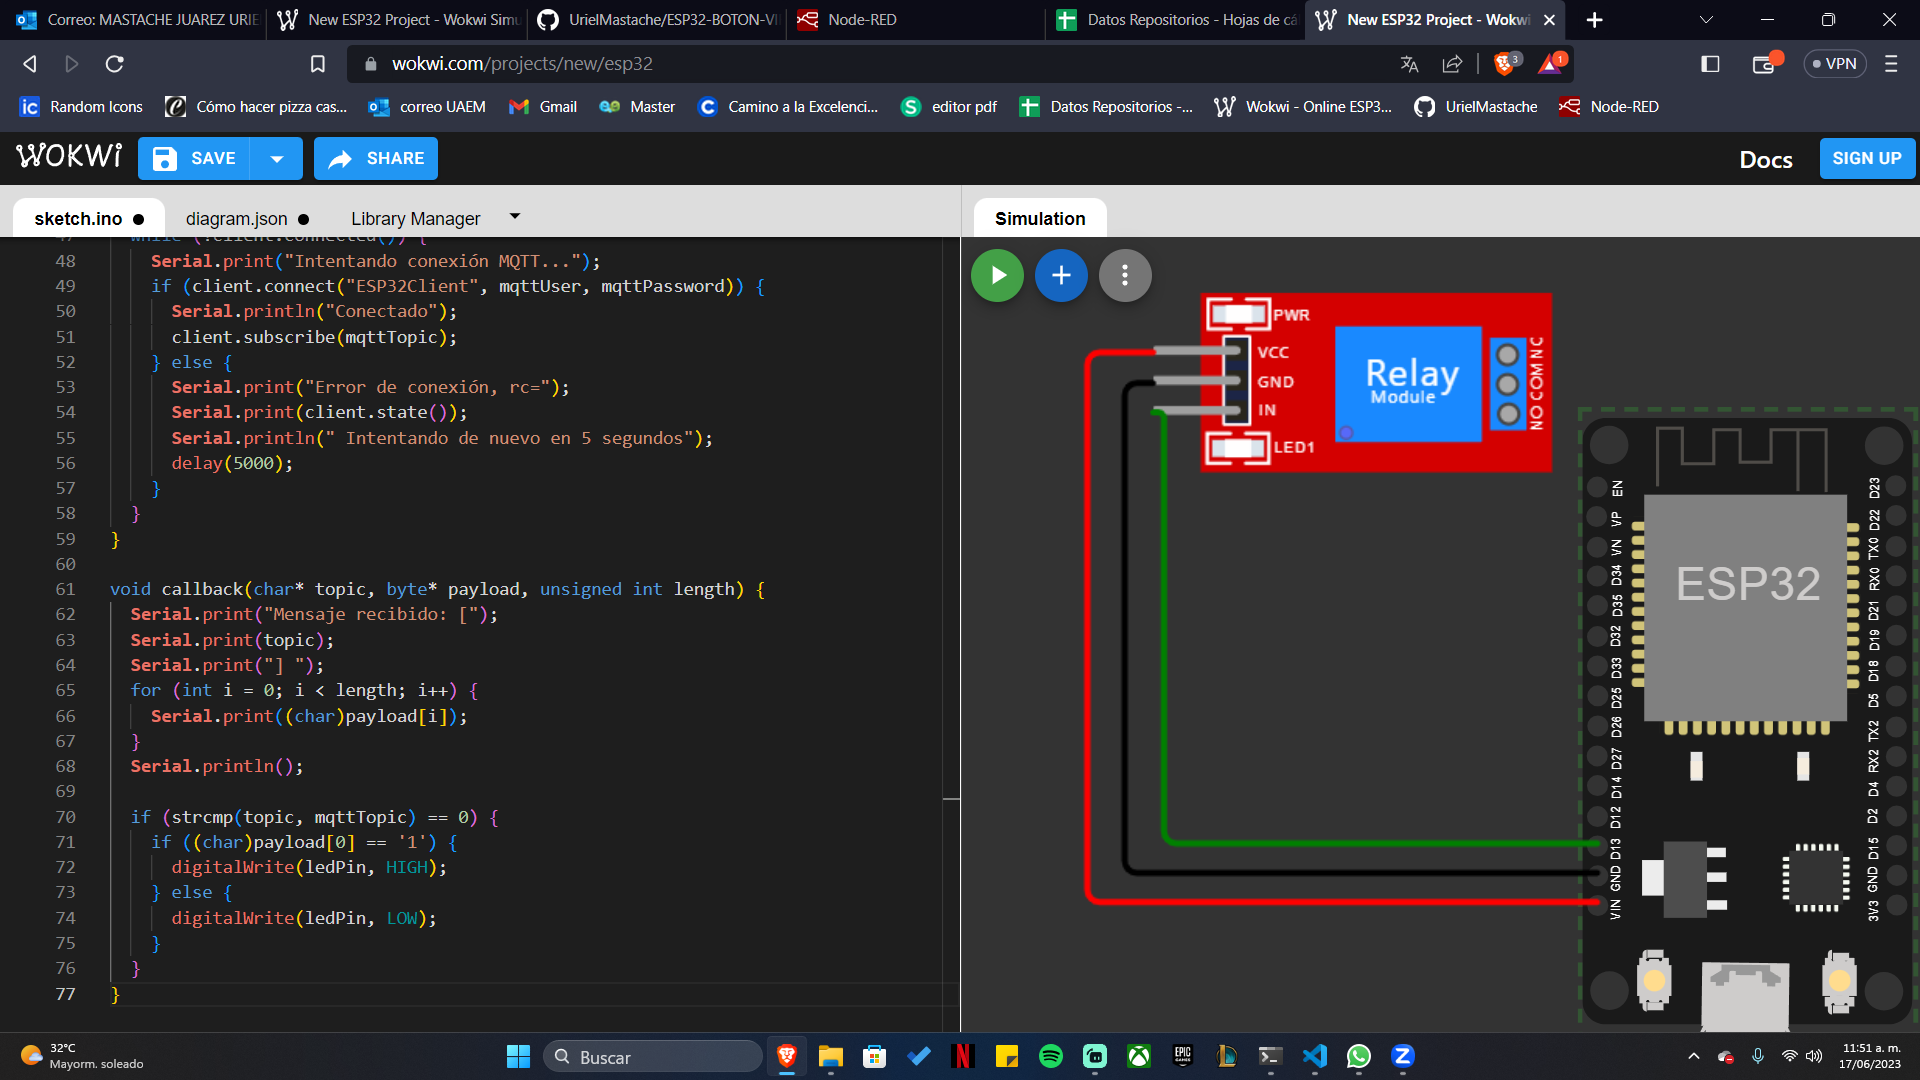 Correo: MASTACHE JUAREZ URIE
New ESP32 Project - Wokwi Simu
UrielMastache/ESP32-BOTON-VI
Node-RED
Datos Repositorios - Hojas de cá
New ESP32 Project - Wokwi
wokwi.com/projects/new/esp32
3
1
VPN
Random Icons
Cómo hacer pizza cas...
correo UAEM
Gmail
Master
Camino a la Excelenci...
editor pdf
Datos Repositorios -...
Wokwi - Online ESP3...
UrielMastache
Node-RED
WOKWi
SAVE
SHARE
Docs
SIGN UP
sketch.ino
diagram.json
Library Manager
Simulation
47 while (!client.connected()) {
48 Serial.print("Intentando conexión MQTT...");
49 if (client.connect("ESP32Client", mqttUser, mqttPassword)) {
50 Serial.println("Conectado");
51 client.subscribe(mqttTopic);
52 } else {
53 Serial.print("Error de conexión, rc=");
54 Serial.print(client.state());
55 Serial.println(" Intentando de nuevo en 5 segundos");
56 delay(5000);
57 }
58 }
59 }
60
61 void callback(char* topic, byte* payload, unsigned int length) {
62 Serial.print("Mensaje recibido: [");
63 Serial.print(topic);
64 Serial.print("] ");
65 for (int i = 0; i < length; i++) {
66 Serial.print((char)payload[i]);
67 }
68 Serial.println();
69
70 if (strcmp(topic, mqttTopic) == 0) {
71 if ((char)payload[0] == '1') {
72 digitalWrite(ledPin, HIGH);
73 } else {
74 digitalWrite(ledPin, LOW);
75 }
76 }
77 }
PWR
VCC
GND
IN
LED1
Relay
Module
NO COM NC
ESP32
EN
VP
VN
D34
D35
D32
D33
D25
D26
D27
D14
D12
D13
GND
VIN
D23
D22
TX0
RX0
D21
D19
D18
D5
TX2
RX2
D4
D2
D15
GND
3V3
32°C
Mayorm. soleado
Buscar
EPIC
GAMES
11:51 a. m.
17/06/2023